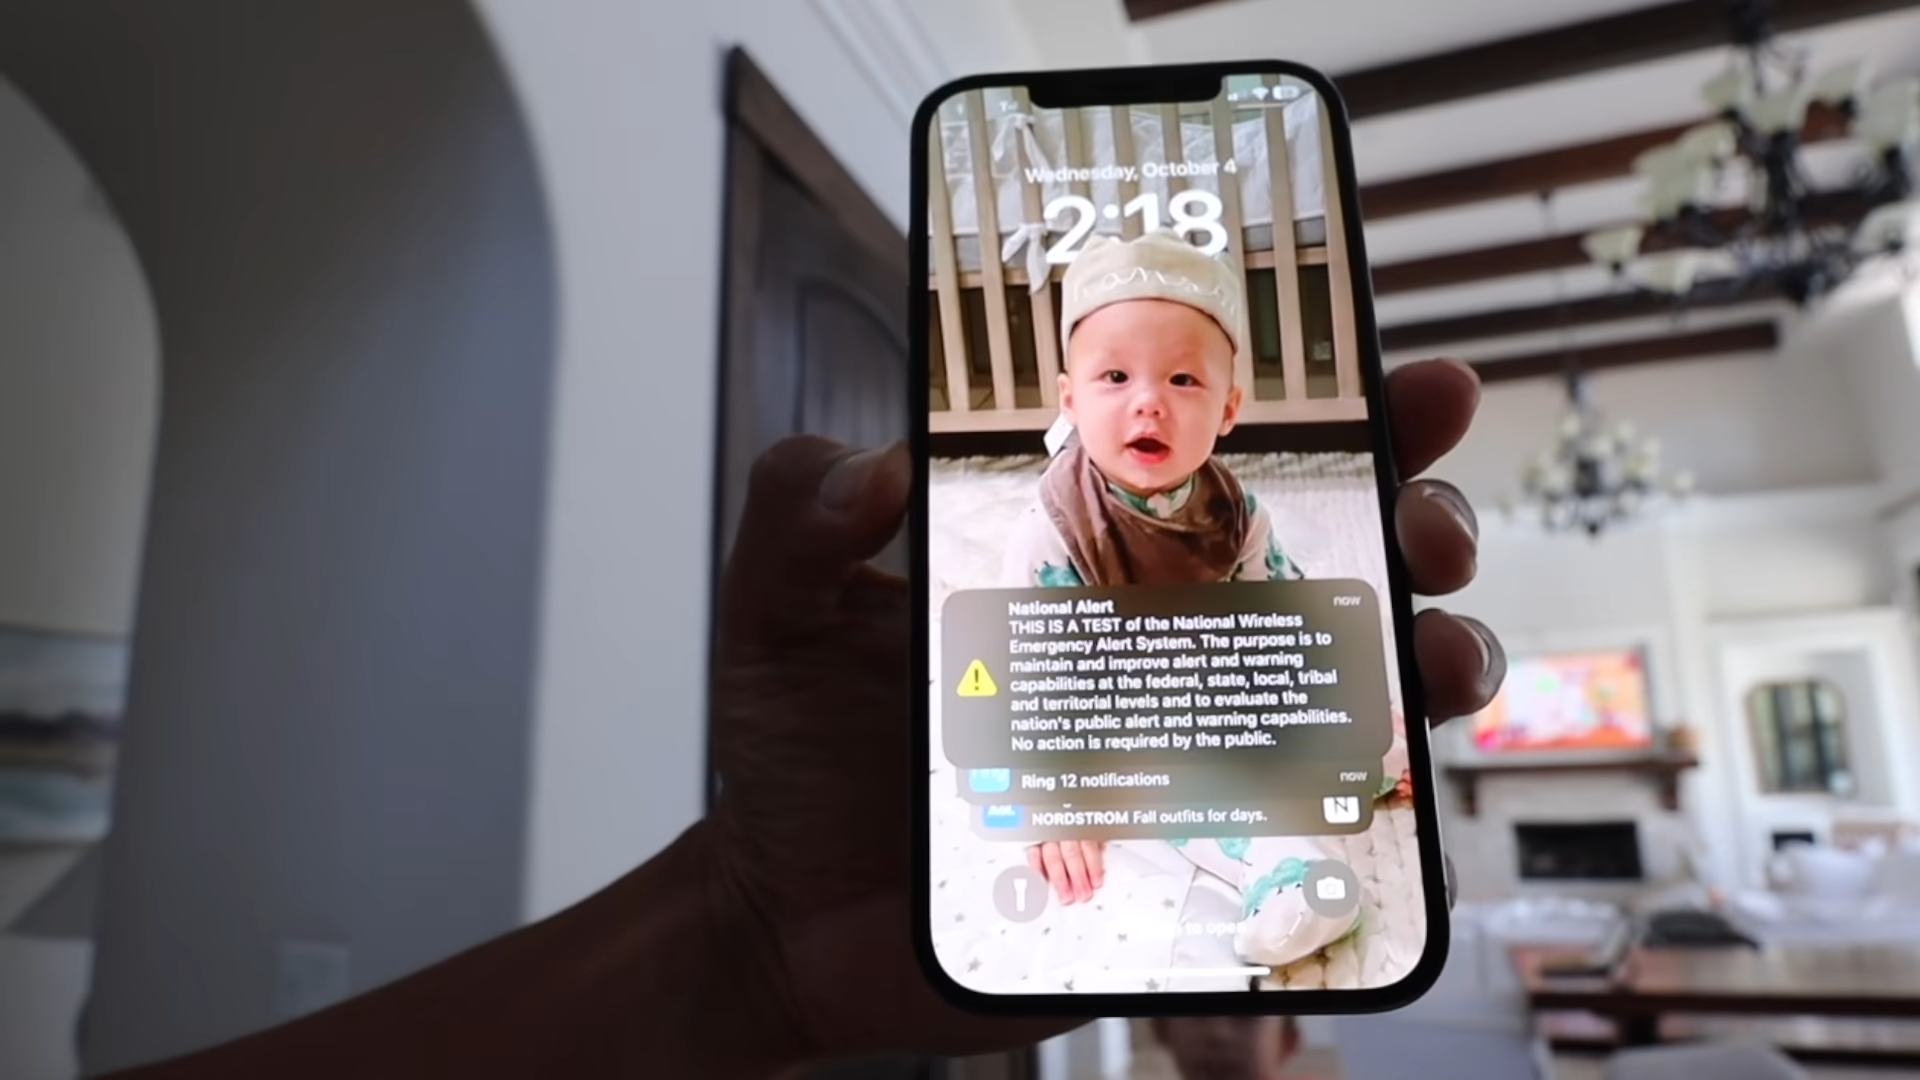 Wednesday, October 4
2:18
National Alert
now
THIS IS A TEST of the National Wireless
Emergency Alert System. The purpose is to
maintain and improve alert and warning
capabilities at the federal, state, local, tribal
and territorial levels and to evaluate the
nation's public alert and warning capabilities.
No action is required by the public.
ring
Ring 12 notifications
now
NORDSTROM Fall outfits for days.
N
to open